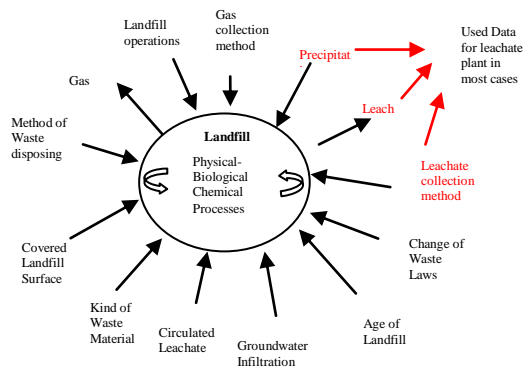 Landfill
operations
Gas
collection
method
Precipitat
Used Data
for leachate
plant in
most cases
Gas
Leach
Method of
Waste
disposing
Landfill
Physical-
Biological
Chemical
Processes
Leachate
collection
method
Covered
Landfill
Surface
Change of
Waste
Laws
Kind of
Waste
Material
Circulated
Leachate
Groundwater
Infiltration
Age of
Landfill